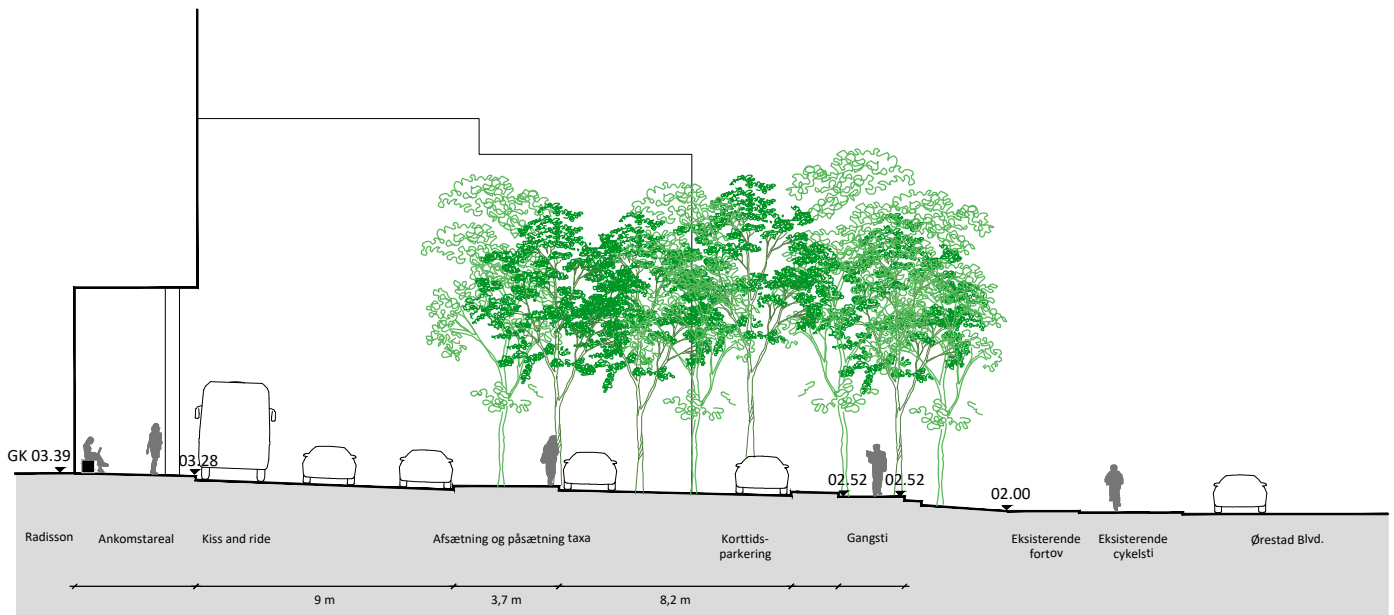 GK 03.39
03.28
02.52
02.52
02.00
Radisson
Ankomstareal
Kiss and ride
Afsætning og påsætning taxa
Korttids-
parkering
Gangsti
Eksisterende
fortov
Eksisterende
cykelsti
Ørestad Blvd.
9 m
3,7 m
8,2 m